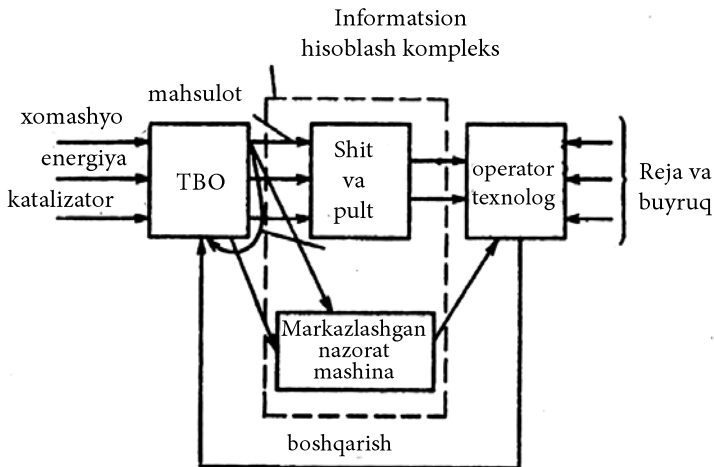 Informatsion
hisoblash kompleks
mahsulot
xomashyo
energiya
katalizator
TBO
Shit
va
pult
operator
texnolog
Reja va
buyruq
Markazlashgan
nazorat
mashina
boshqarish